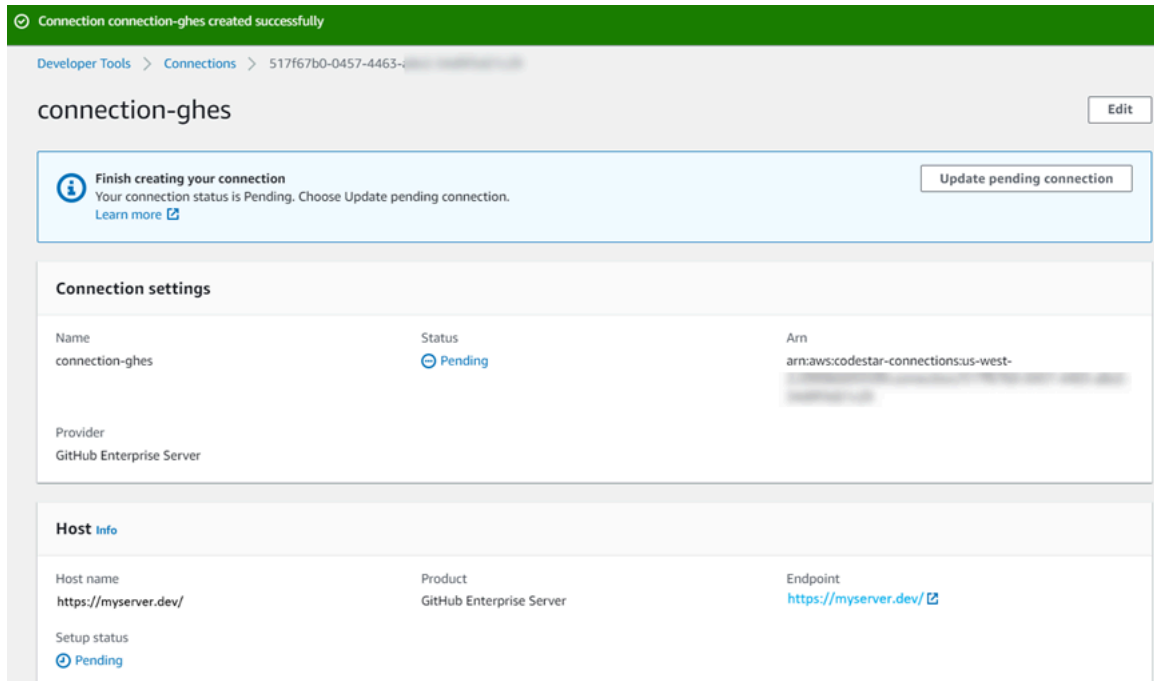 Connection connection-ghes created successfully
Developer Tools > Connections > 517f67b0-0457-4463-
connection-ghes
Edit
Finish creating your connection
Your connection status is Pending. Choose Update pending connection.
Learn more
Update pending connection
Connection settings
Name
connection-ghes
Status
Pending
Arn
arn:aws:codestar-connections:us-west-
Provider
GitHub Enterprise Server
Host Info
Host name
https://myserver.dev/
Product
GitHub Enterprise Server
Endpoint
https://myserver.dev/
Setup status
Pending